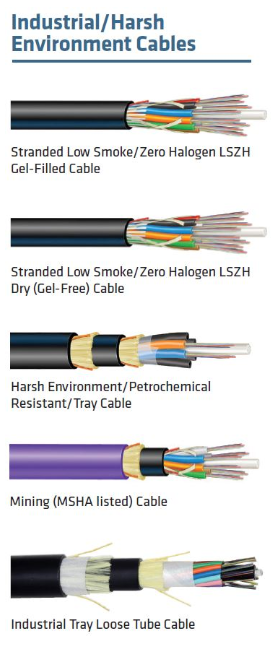 Industrial/Harsh
Environment Cables
Stranded Low Smoke/Zero Halogen LSZH
Gel-Filled Cable
Stranded Low Smoke/Zero Halogen LSZH
Dry (Gel-Free) Cable
Harsh Environment/Petrochemical
Resistant/Tray Cable
Mining (MSHA listed) Cable
Industrial Tray Loose Tube Cable